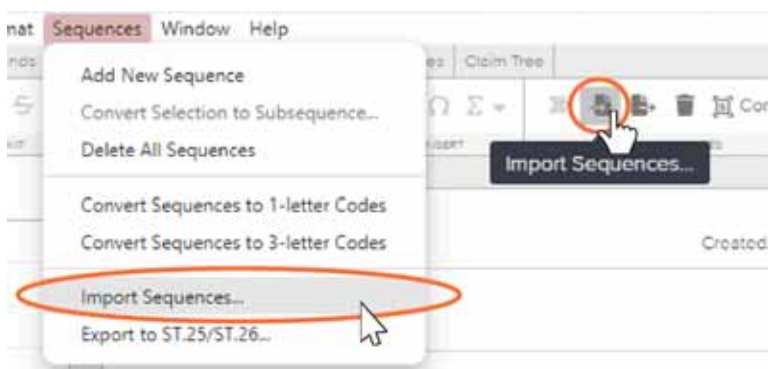 mat Sequences Window Help
Claim Tree
Add New Sequence
Convert Selection to Subsequence...
Delete All Sequences
Convert Sequences to 1-letter Codes
Convert Sequences to 3-letter Codes
Import Sequences...
Export to ST.25/ST.26...
Ω Σ
Con
Import Sequences...
Created